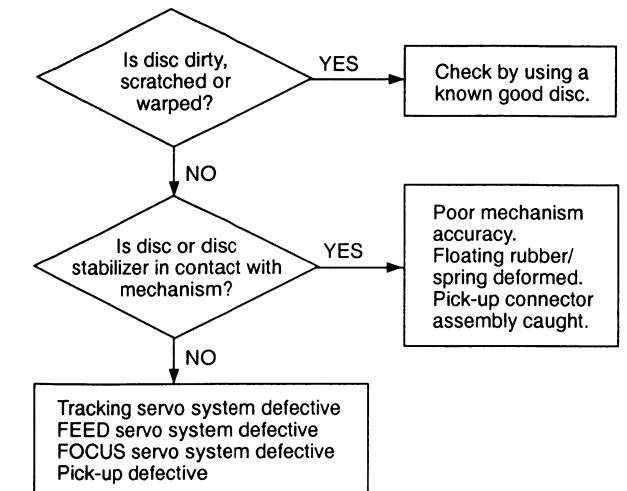 Is disc dirty,
scratched or
warped?
YES
Check by using a
known good disc.
NO
Is disc or disc
stabilizer in contact with
mechanism?
YES
Poor mechanism
accuracy.
Floating rubber/
spring deformed.
Pick-up connector
assembly caught.
NO
Tracking servo system defective
FEED servo system defective
FOCUS servo system defective
Pick-up defective